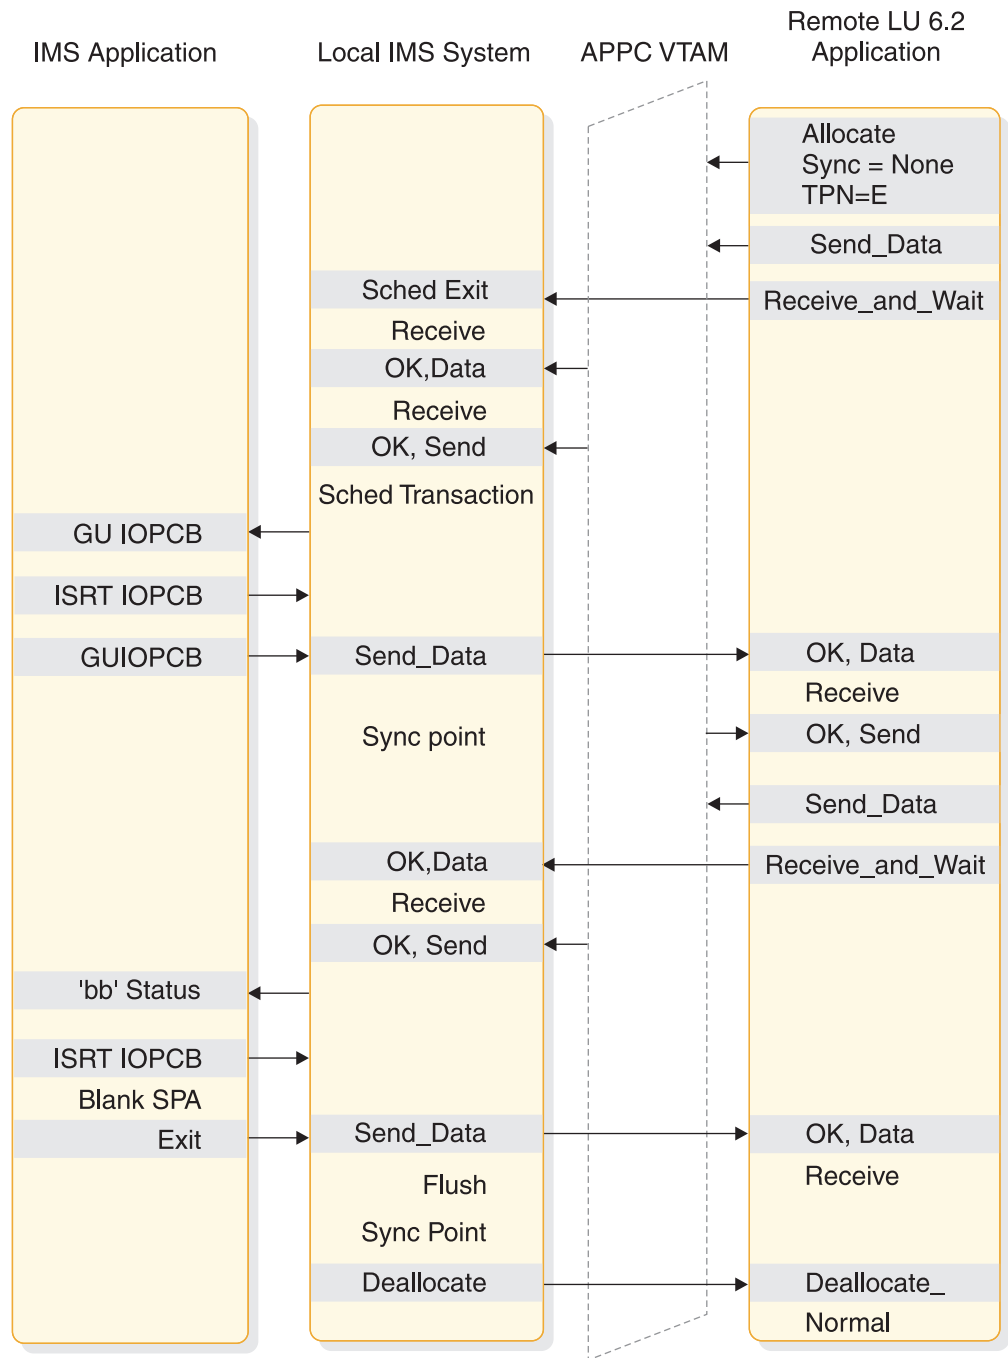 IMS Application
Local IMS System
APPC VTAM
Remote LU 6.2
Application
Allocate
Sync = None
TPN=E
Send_Data
Sched Exit
Receive_and_Wait
Receive
OK,Data
Receive
OK, Send
Sched Transaction
GU IOPCB
ISRT IOPCB
GUIOPCB
Send_Data
OK, Data
Receive
Sync point
OK, Send
Send_Data
OK,Data
Receive_and_Wait
Receive
OK, Send
'bb' Status
ISRT IOPCB
Blank SPA
Exit
Send_Data
OK, Data
Receive
Flush
Sync Point
Deallocate
Deallocate_
Normal